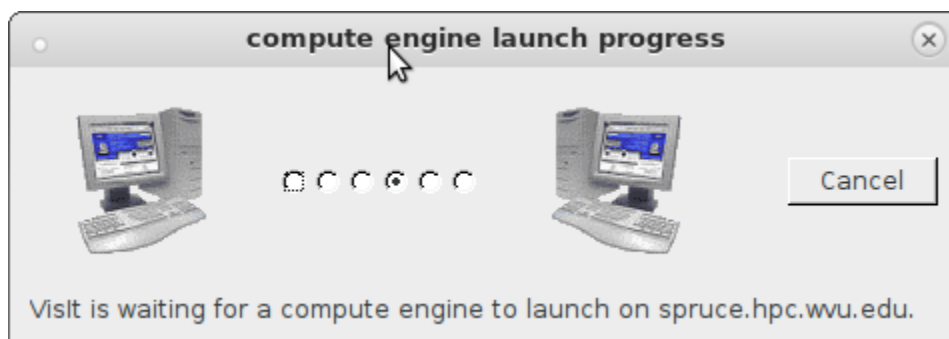 compute engine launch progress
Cancel
VisIt is waiting for a compute engine to launch on spruce.hpc.wvu.edu.